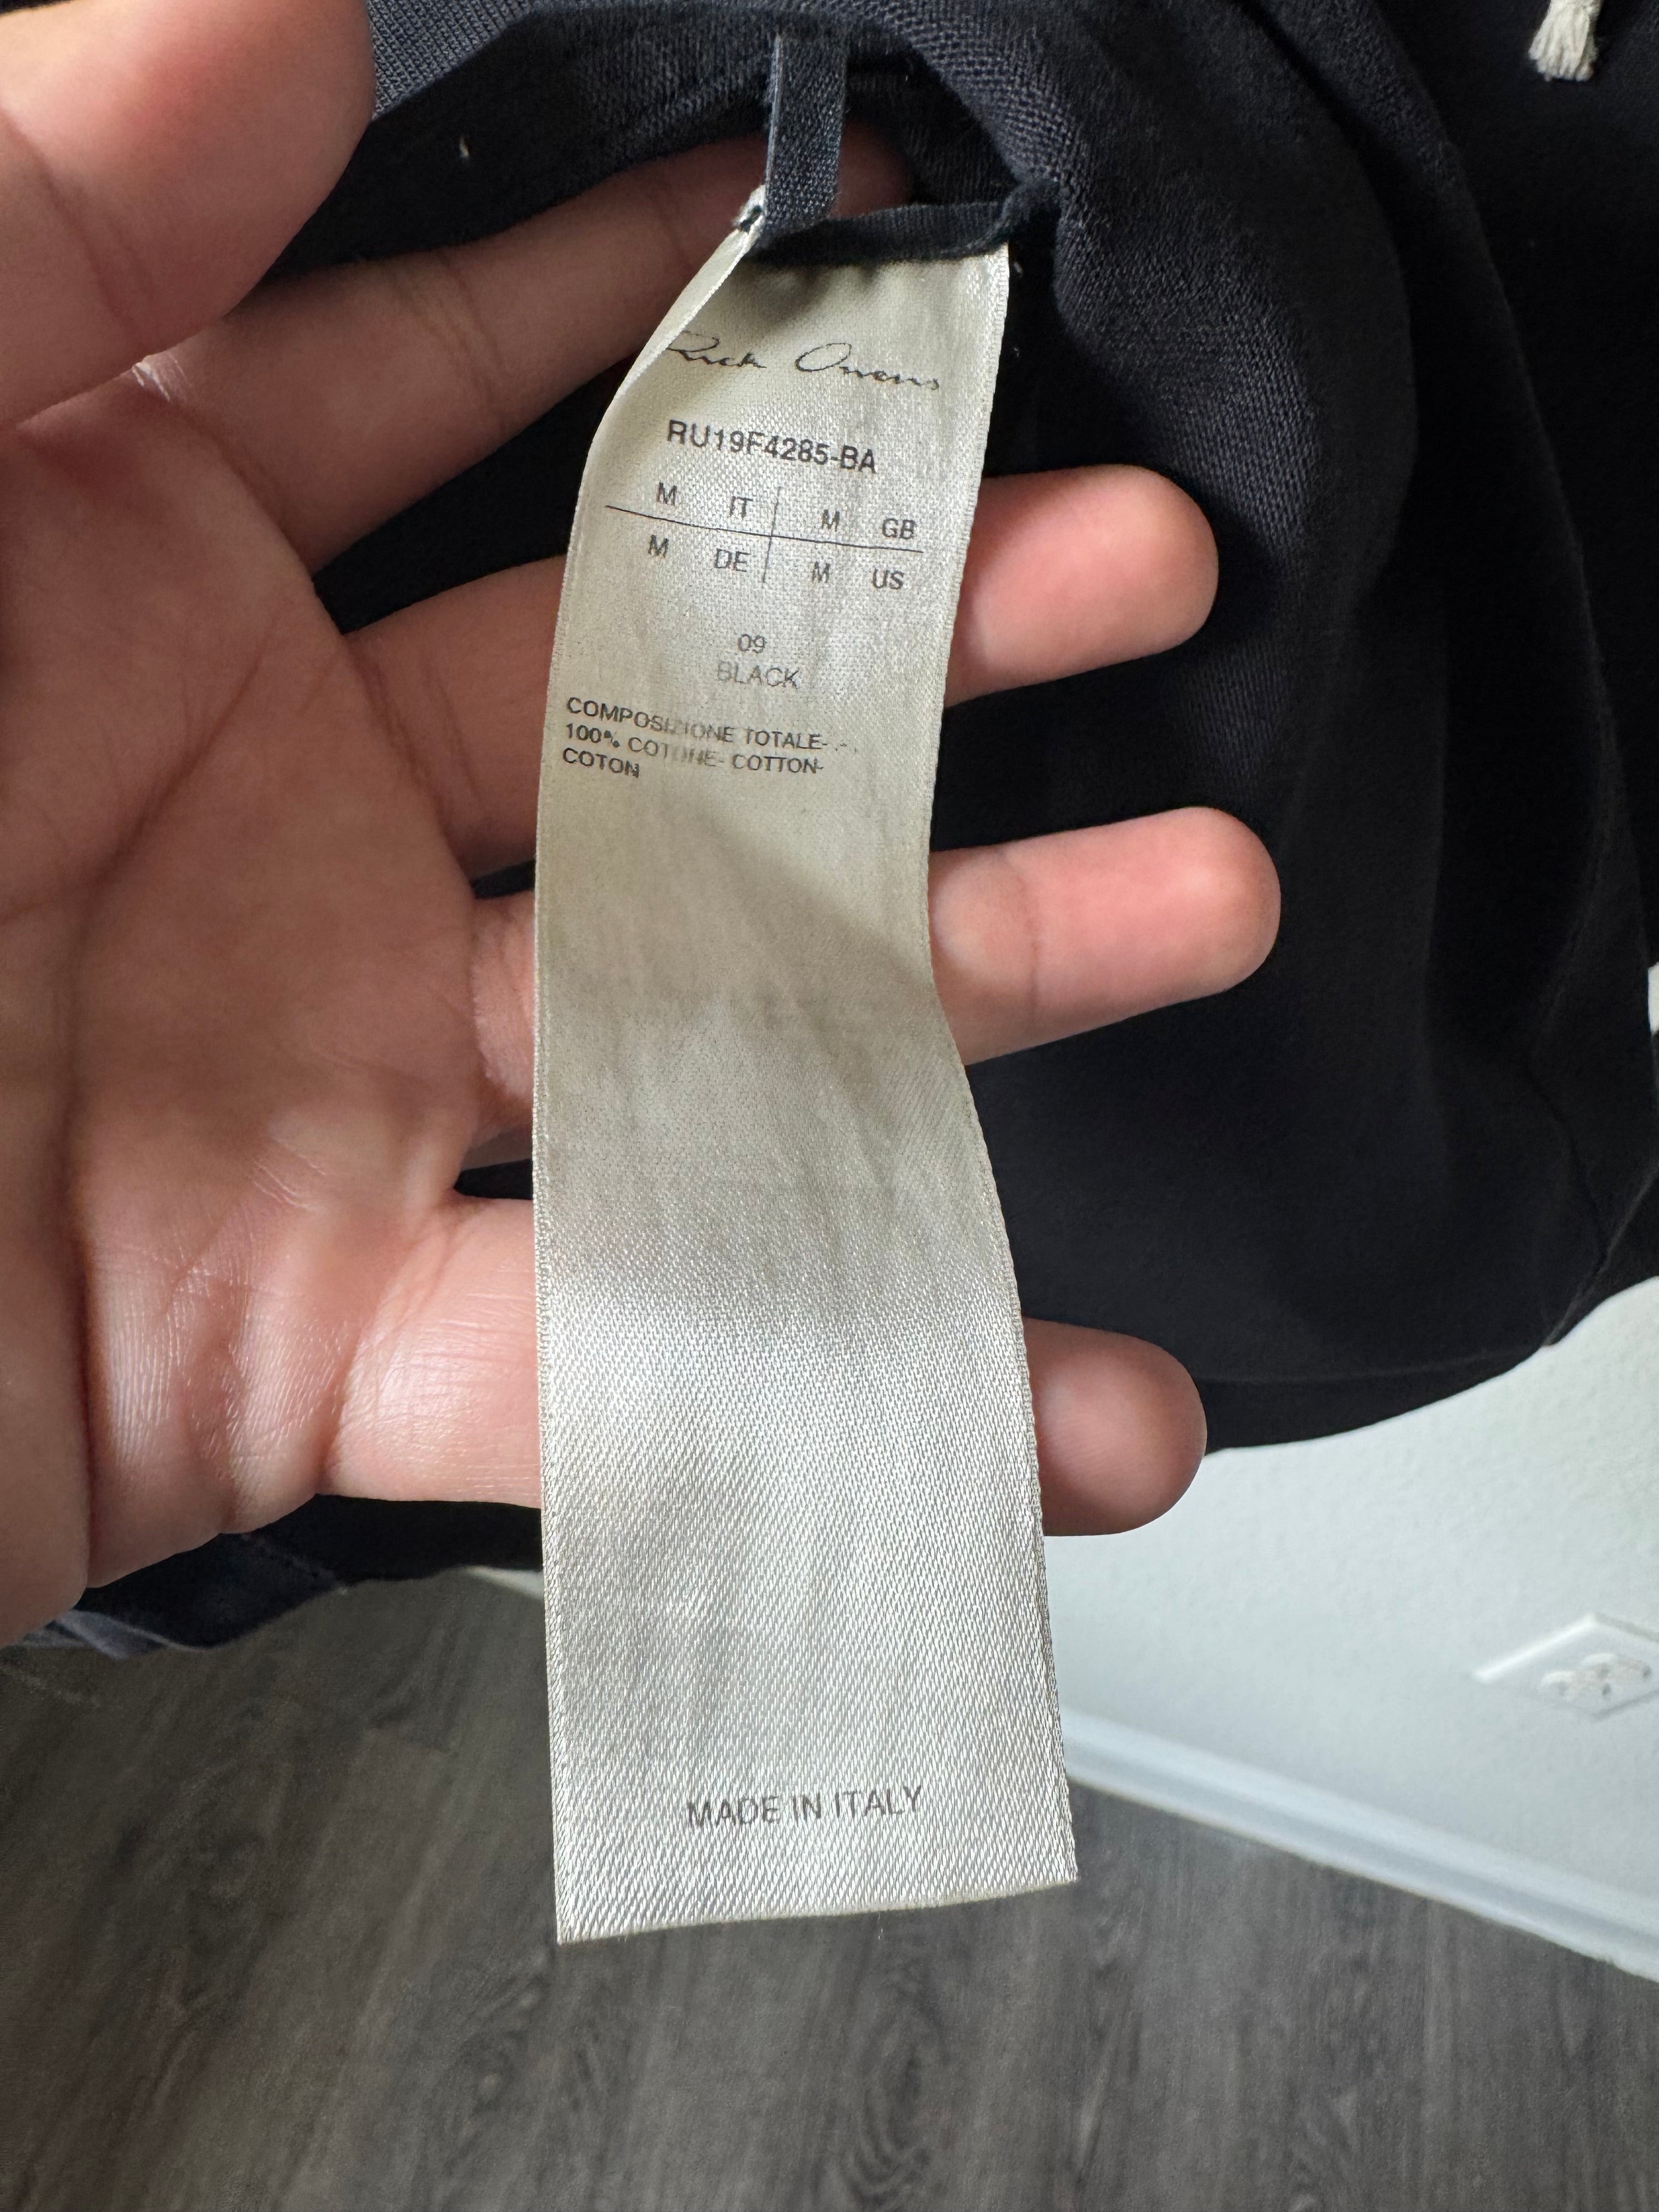 Rick Owens
RU19F4285-BA
M IT M GB
M DE M US
09
BLACK
COMPOSIZIONE TOTALE- - .
100% COTONE- COTTON-
COTON
MADE IN ITALY